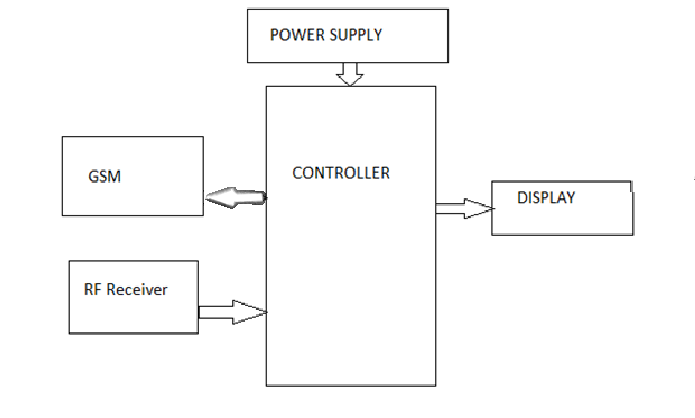 POWER SUPPLY
GSM
CONTROLLER
DISPLAY
RF Receiver